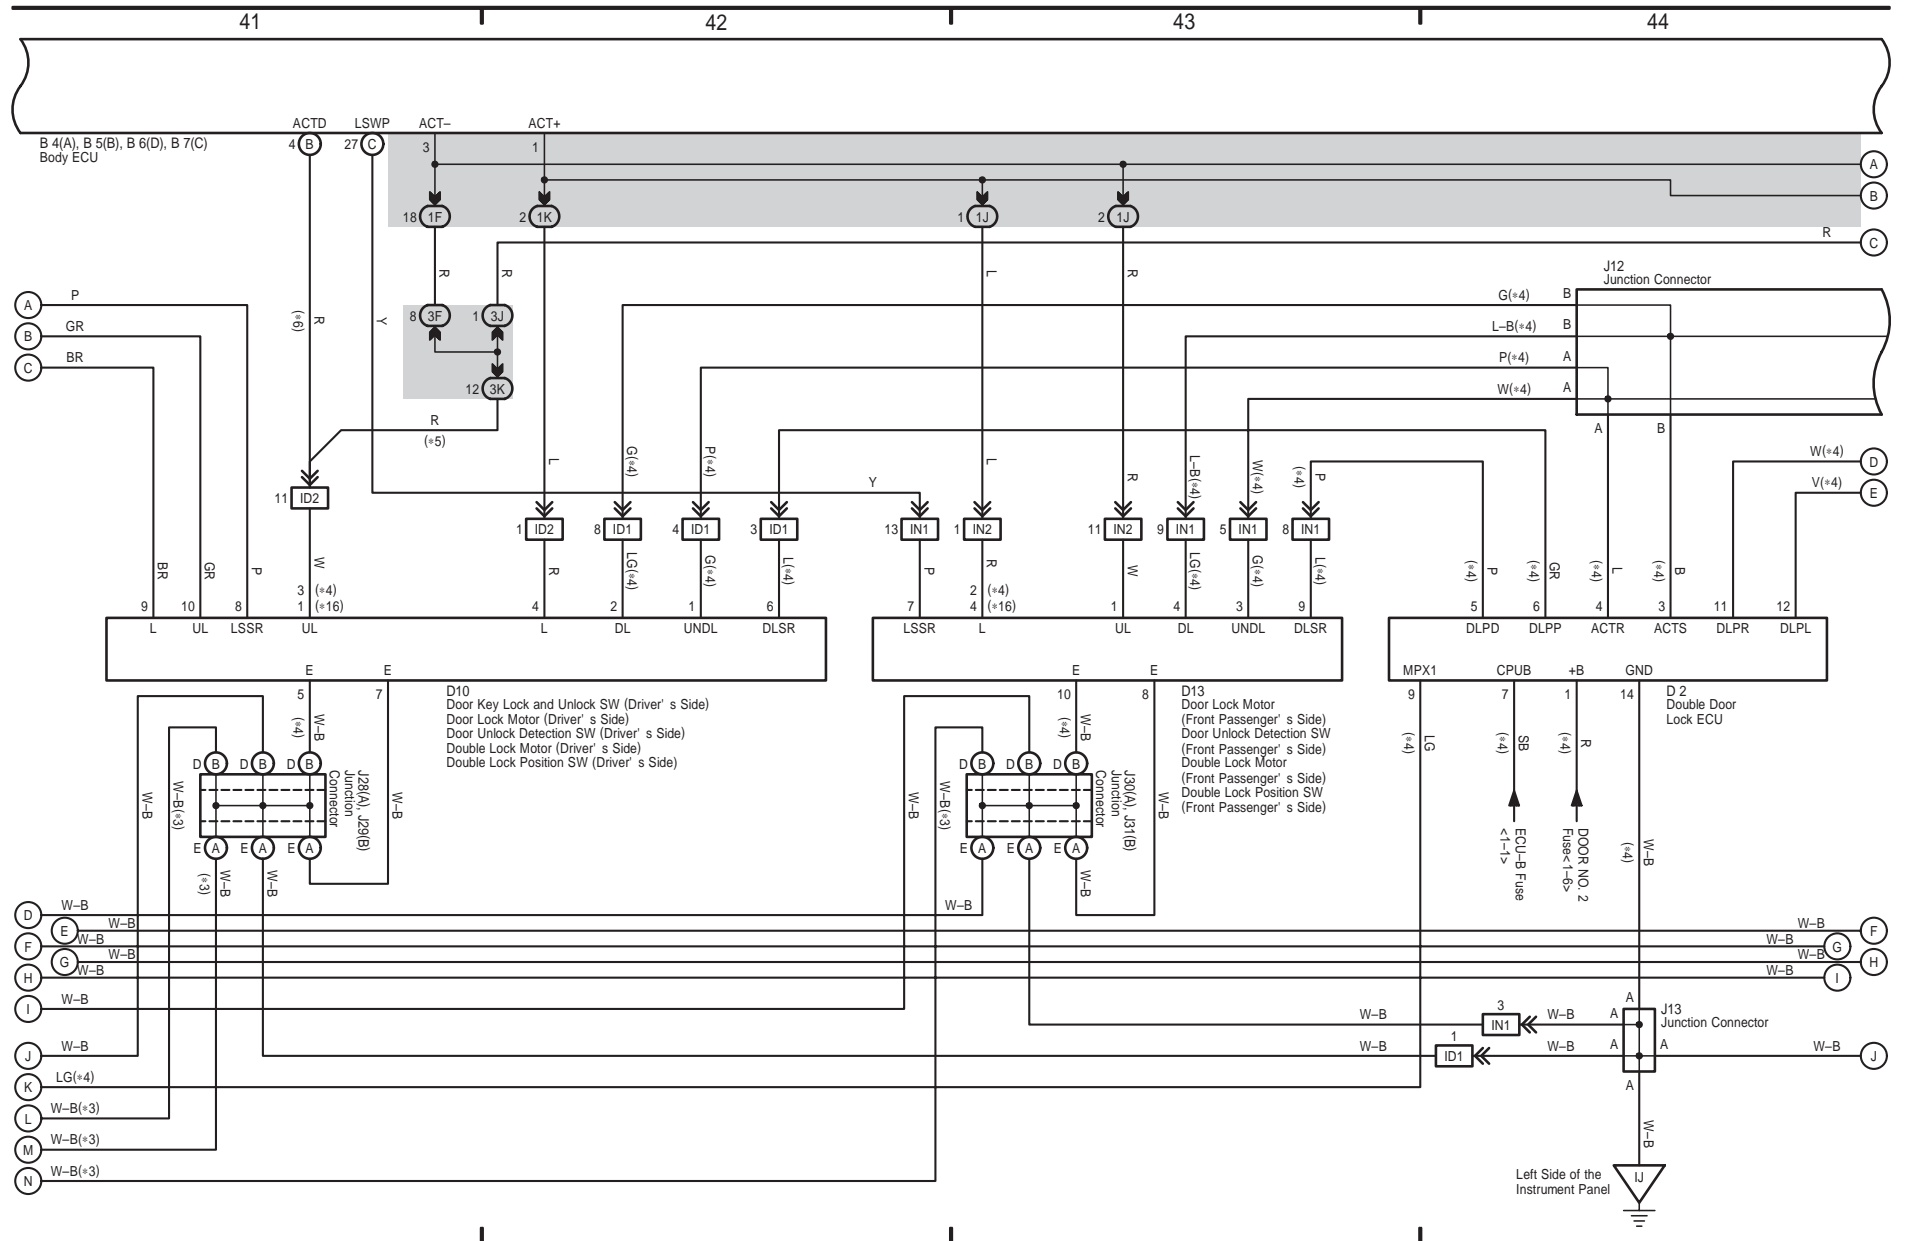 41 42 43 44
ACTD LSWP ACT– ACT+
B 4(A), B 5(B), B 6(D), B 7(C)
Body ECU
4 B 27 C 3 1
A
B
18 1F 2 1K 1 1J 2 1J
R C
R R L R
J12
Junction Connector
A P
B GR
C BR
R (∗6) Y
8 3F 1 3J
12 3K
G(∗4) B
L–B(∗4) B
P(∗4) A
W(∗4) A
A B
R
(∗5)
L G(∗4) P(∗4) L R L–B(∗4) W(∗4) P (∗4)
W(∗4) D
V(∗4) E
Y
11 ID2
1 ID2 8 ID1 4 ID1 3 ID1 13 IN1 1 IN2 11 IN2 9 IN1 5 IN1 8 IN1
BR GR P W R LG(∗4) G(∗4) L(∗4) P R W LG(∗4) G(∗4) L(∗4) P (∗4) GR (∗4) L (∗4) B (∗4)
3 (∗4) 2 (∗4)
9 10 8 1 (∗16) 4 2 1 6 7 4 (∗16) 1 4 3 9 5 6 4 3 11 12
L UL LSSR UL L DL UNDL DLSR LSSR L UL DL UNDL DLSR DLPD DLPP ACTR ACTS DLPR DLPL
E E E E MPX1 CPUB +B GND
5 7 10 8 9 7 1 14
D10
Door Key Lock and Unlock SW (Driver’ s Side)
Door Lock Motor (Driver’ s Side)
Door Unlock Detection SW (Driver’ s Side)
Double Lock Motor (Driver’ s Side)
Double Lock Position SW (Driver’ s Side)
D13
Door Lock Motor
(Front Passenger’ s Side)
Door Unlock Detection SW
(Front Passenger’ s Side)
Double Lock Motor
(Front Passenger’ s Side)
Double Lock Position SW
(Front Passenger’ s Side)
D 2
Double Door
Lock ECU
W–B (∗4) W–B (∗4) LG (∗4) SB (∗4) R (∗4)
D B D B D B D B D B D B
W–B W–B(∗3) W–B W–B W–B(∗3) W–B
J28(A), J29(B)
Junction
Connector
J30(A), J31(B)
Junction
Connector
E A E A E A E A E A E A
W–B (∗3) W–B W–B
ECU–B Fuse
<1–1>
DOOR NO. 2
Fuse<1–6>
W–B (∗4)
D W–B W–B
E W–B W–B F
F W–B W–B G
G W–B W–B H
H W–B W–B I
I W–B
W–B 3 IN1 W–B A A
J13
Junction Connector
J W–B W–B 1 ID1 W–B A A W–B J
K LG(∗4) A
L W–B(∗3)
M W–B(∗3) W–B
N W–B(∗3)
Left Side of the
Instrument Panel
IJ